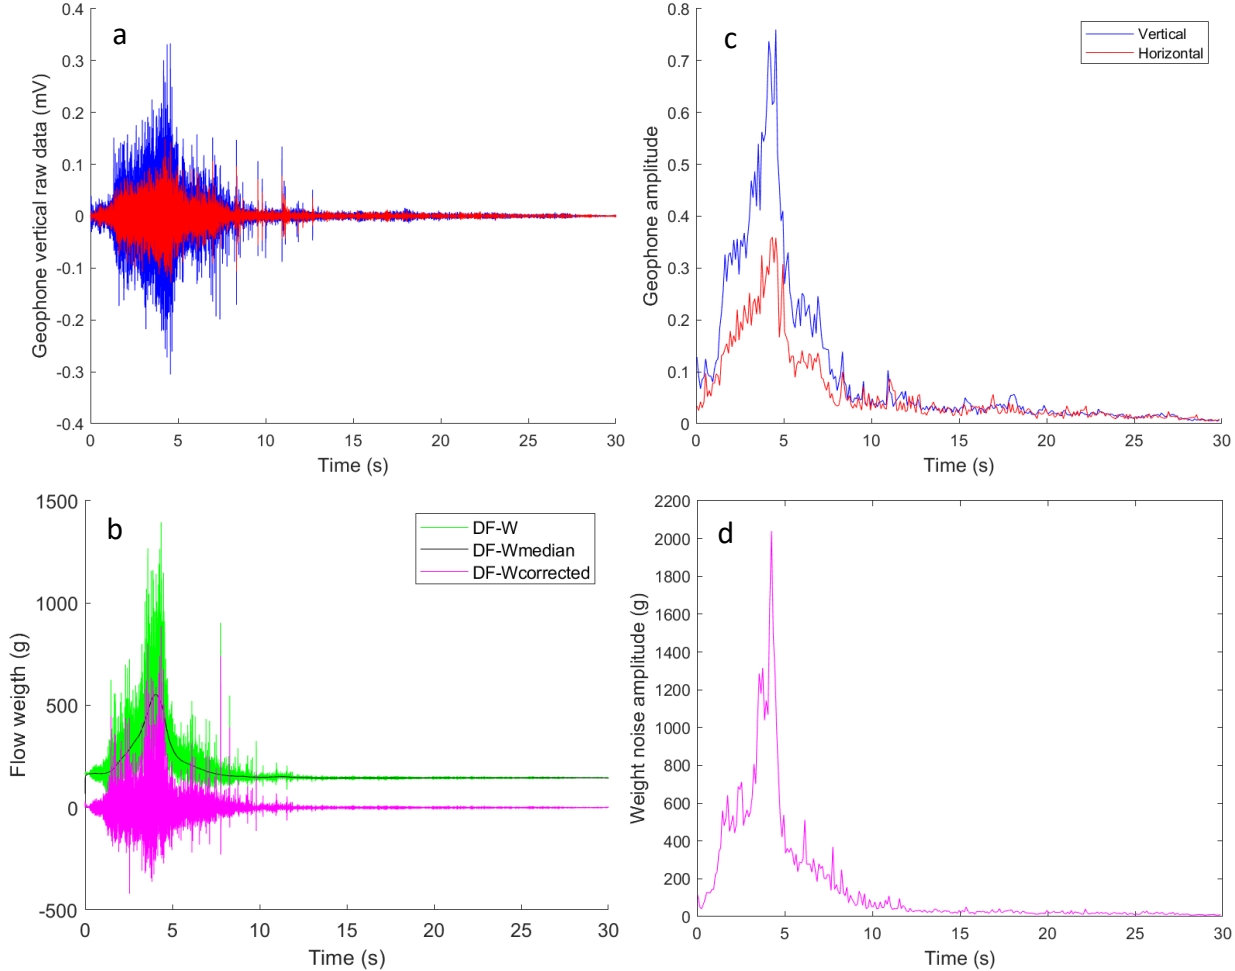 a
0.4
0.3
0.2
0.1
0
-0.1
-0.2
-0.3
-0.4
0 5 10 15 20 25 30
Time (s)
Geophone vertical raw data (mV)
c
Vertical
Horizontal
0.8
0.7
0.6
0.5
0.4
0.3
0.2
0.1
0
0 5 10 15 20 25 30
Time (s)
Geophone amplitude
b
DF-W
DF-Wmedian
DF-Wcorrected
1500
1000
500
0
-500
0 5 10 15 20 25 30
Time (s)
Flow weigth (g)
d
2200
2000
1800
1600
1400
1200
1000
800
600
400
200
0
0 5 10 15 20 25 30
Time (s)
Weight noise amplitude (g)